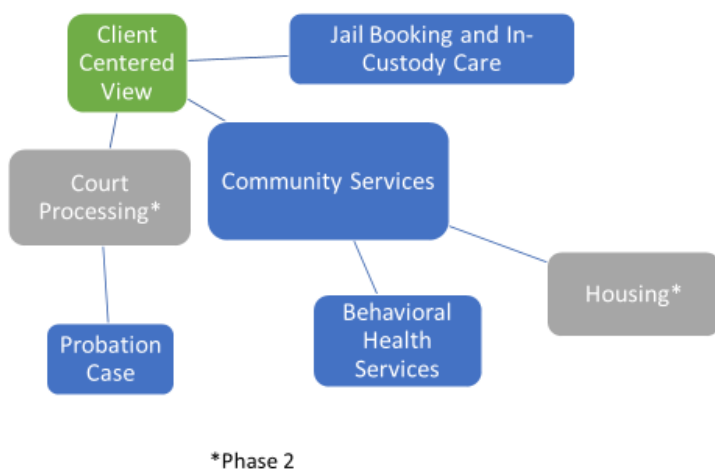 Client
Centered
View
Jail Booking and In-
Custody Care
Court
Processing*
Community Services
Housing*
Behavioral
Health
Services
Probation
Case
*Phase 2